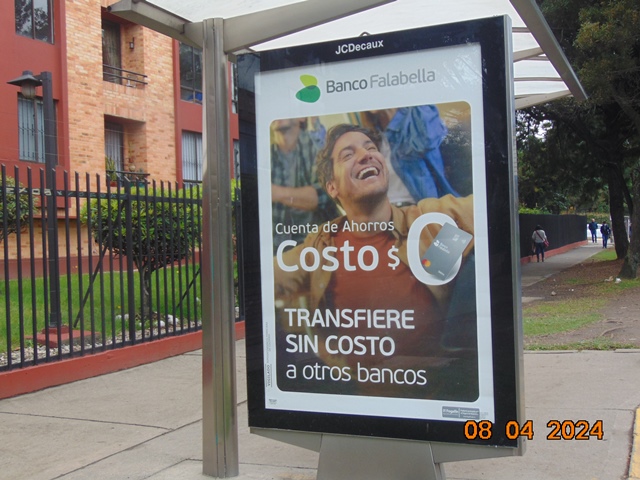 JCDecaux
Banco Falabella
Cuenta de Ahorros
Costo $0
TRANSFIERE
SIN COSTO
a otros bancos
08 04 2024